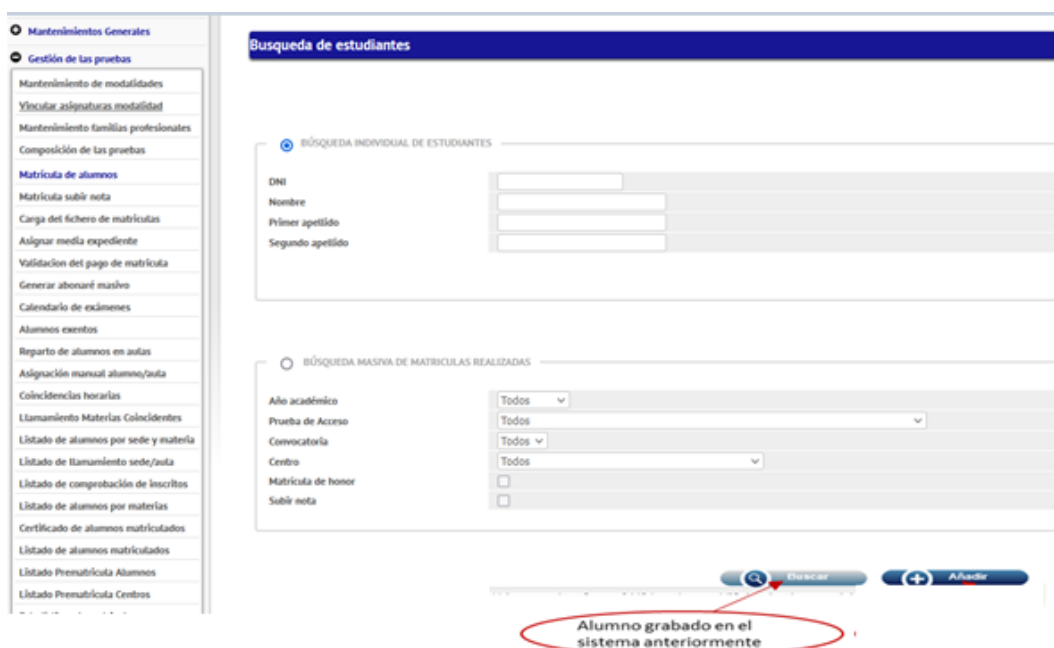 Mantenimientos Generales
Gestión de las pruebas
Mantenimiento de modalidades
Vincular asignaturas modalidad
Mantenimiento familias profesionales
Composición de las pruebas
Matrícula de alumnos
Matrícula subir nota
Carga del fichero de matrículas
Asignar media expediente
Validacion del pago de matrícula
Generar abonaré masivo
Calendario de exámenes
Alumnos exentos
Reparto de alumnos en aulas
Asignación manual alumno/aula
Coincidencias horarias
Llamamiento Materias Coincidentes
Listado de alumnos por sede y materia
Listado de llamamiento sede/aula
Listado de comprobación de inscritos
Listado de alumnos por materias
Certificado de alumnos matriculados
Listado de alumnos matriculados
Listado Prematrícula Alumnos
Listado Prematrícula Centros
Busqueda de estudiantes
BÚSQUEDA INDIVIDUAL DE ESTUDIANTES
DNI
Nombre
Primer apellido
Segundo apellido
BÚSQUEDA MASIVA DE MATRICULAS REALIZADAS
Año académico Todos
Prueba de Acceso Todos
Convocatoria Todos
Centro Todos
Matrícula de honor
Subir nota
Buscar Añadir
Alumno grabado en el
sistema anteriormente